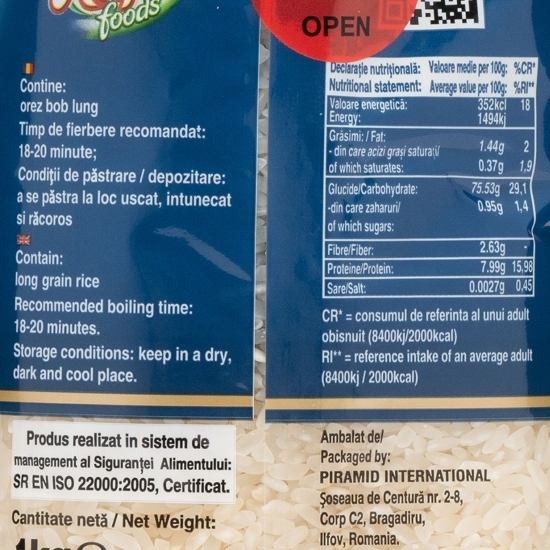 foods
OPEN
Conține:
orez bob lung
Timp de fierbere recomandat:
18-20 minute;
Condiții de păstrare / depozitare:
a se păstra la loc uscat, întunecat
si răcoros
Contain:
long grain rice
Recommended boiling time:
18-20 minutes.
Storage conditions: keep in a dry,
dark and cool place.
Produs realizat in sistem de
management al Siguranței Alimentului:
SR EN ISO 22000:2005, Certificat.
Cantitate netă / Net Weight:
1kg
Declarație nutrițională: Valoare medie per 100g: %CR*
Nutritional statement: Average value per 100g: %RI**
Valoare energetică: 352kcl 18
Energy: 1494kj
Grăsimi: / Fat: 1.44g 2
- din care acizi grași saturați/
of which saturates: 0.37g 1,9
Glucide/Carbohydrate: 75.53g 29,1
-din care zaharuri/ 0.95g 1,4
of which sugars:
Fibre/Fiber: 2.63g -
Proteine/Protein: 7.99g 15,98
Sare/Salt: 0.0027g 0,45
CR* = consumul de referinta al unui adult
obisnuit (8400kj/2000kcal)
RI** = reference intake of an average adult
(8400kj / 2000kcal)
Ambalat de/
Packaged by:
PIRAMID INTERNATIONAL
Șoseaua de Centură nr. 2-8,
Corp C2, Bragadiru,
Ilfov, Romania.